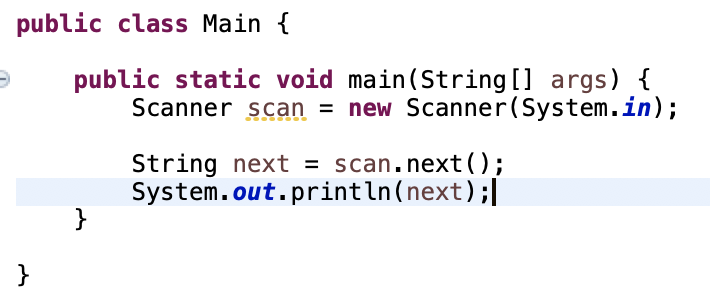 public class Main {
public static void main(String[] args) {
Scanner scan = new Scanner(System.in);
String next = scan.next();
System.out.println(next);
}
}